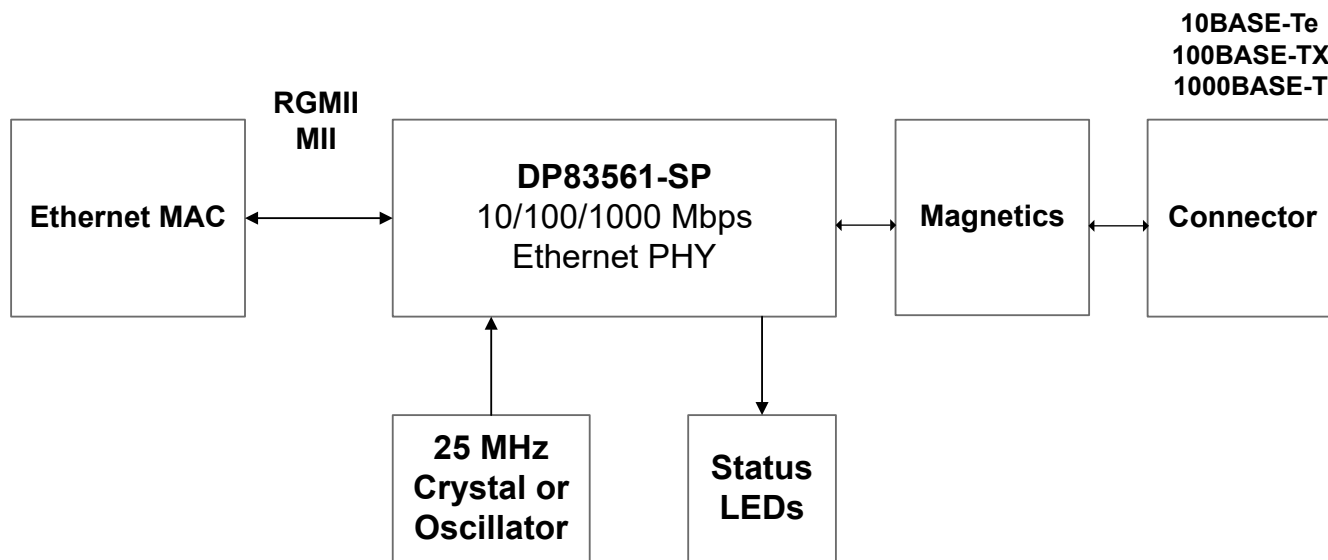 10BASE-Te
100BASE-TX
1000BASE-T
RGMII
MII
Ethernet MAC
DP83561-SP
10/100/1000 Mbps
Ethernet PHY
Magnetics
Connector
25 MHz
Crystal or
Oscillator
Status
LEDs